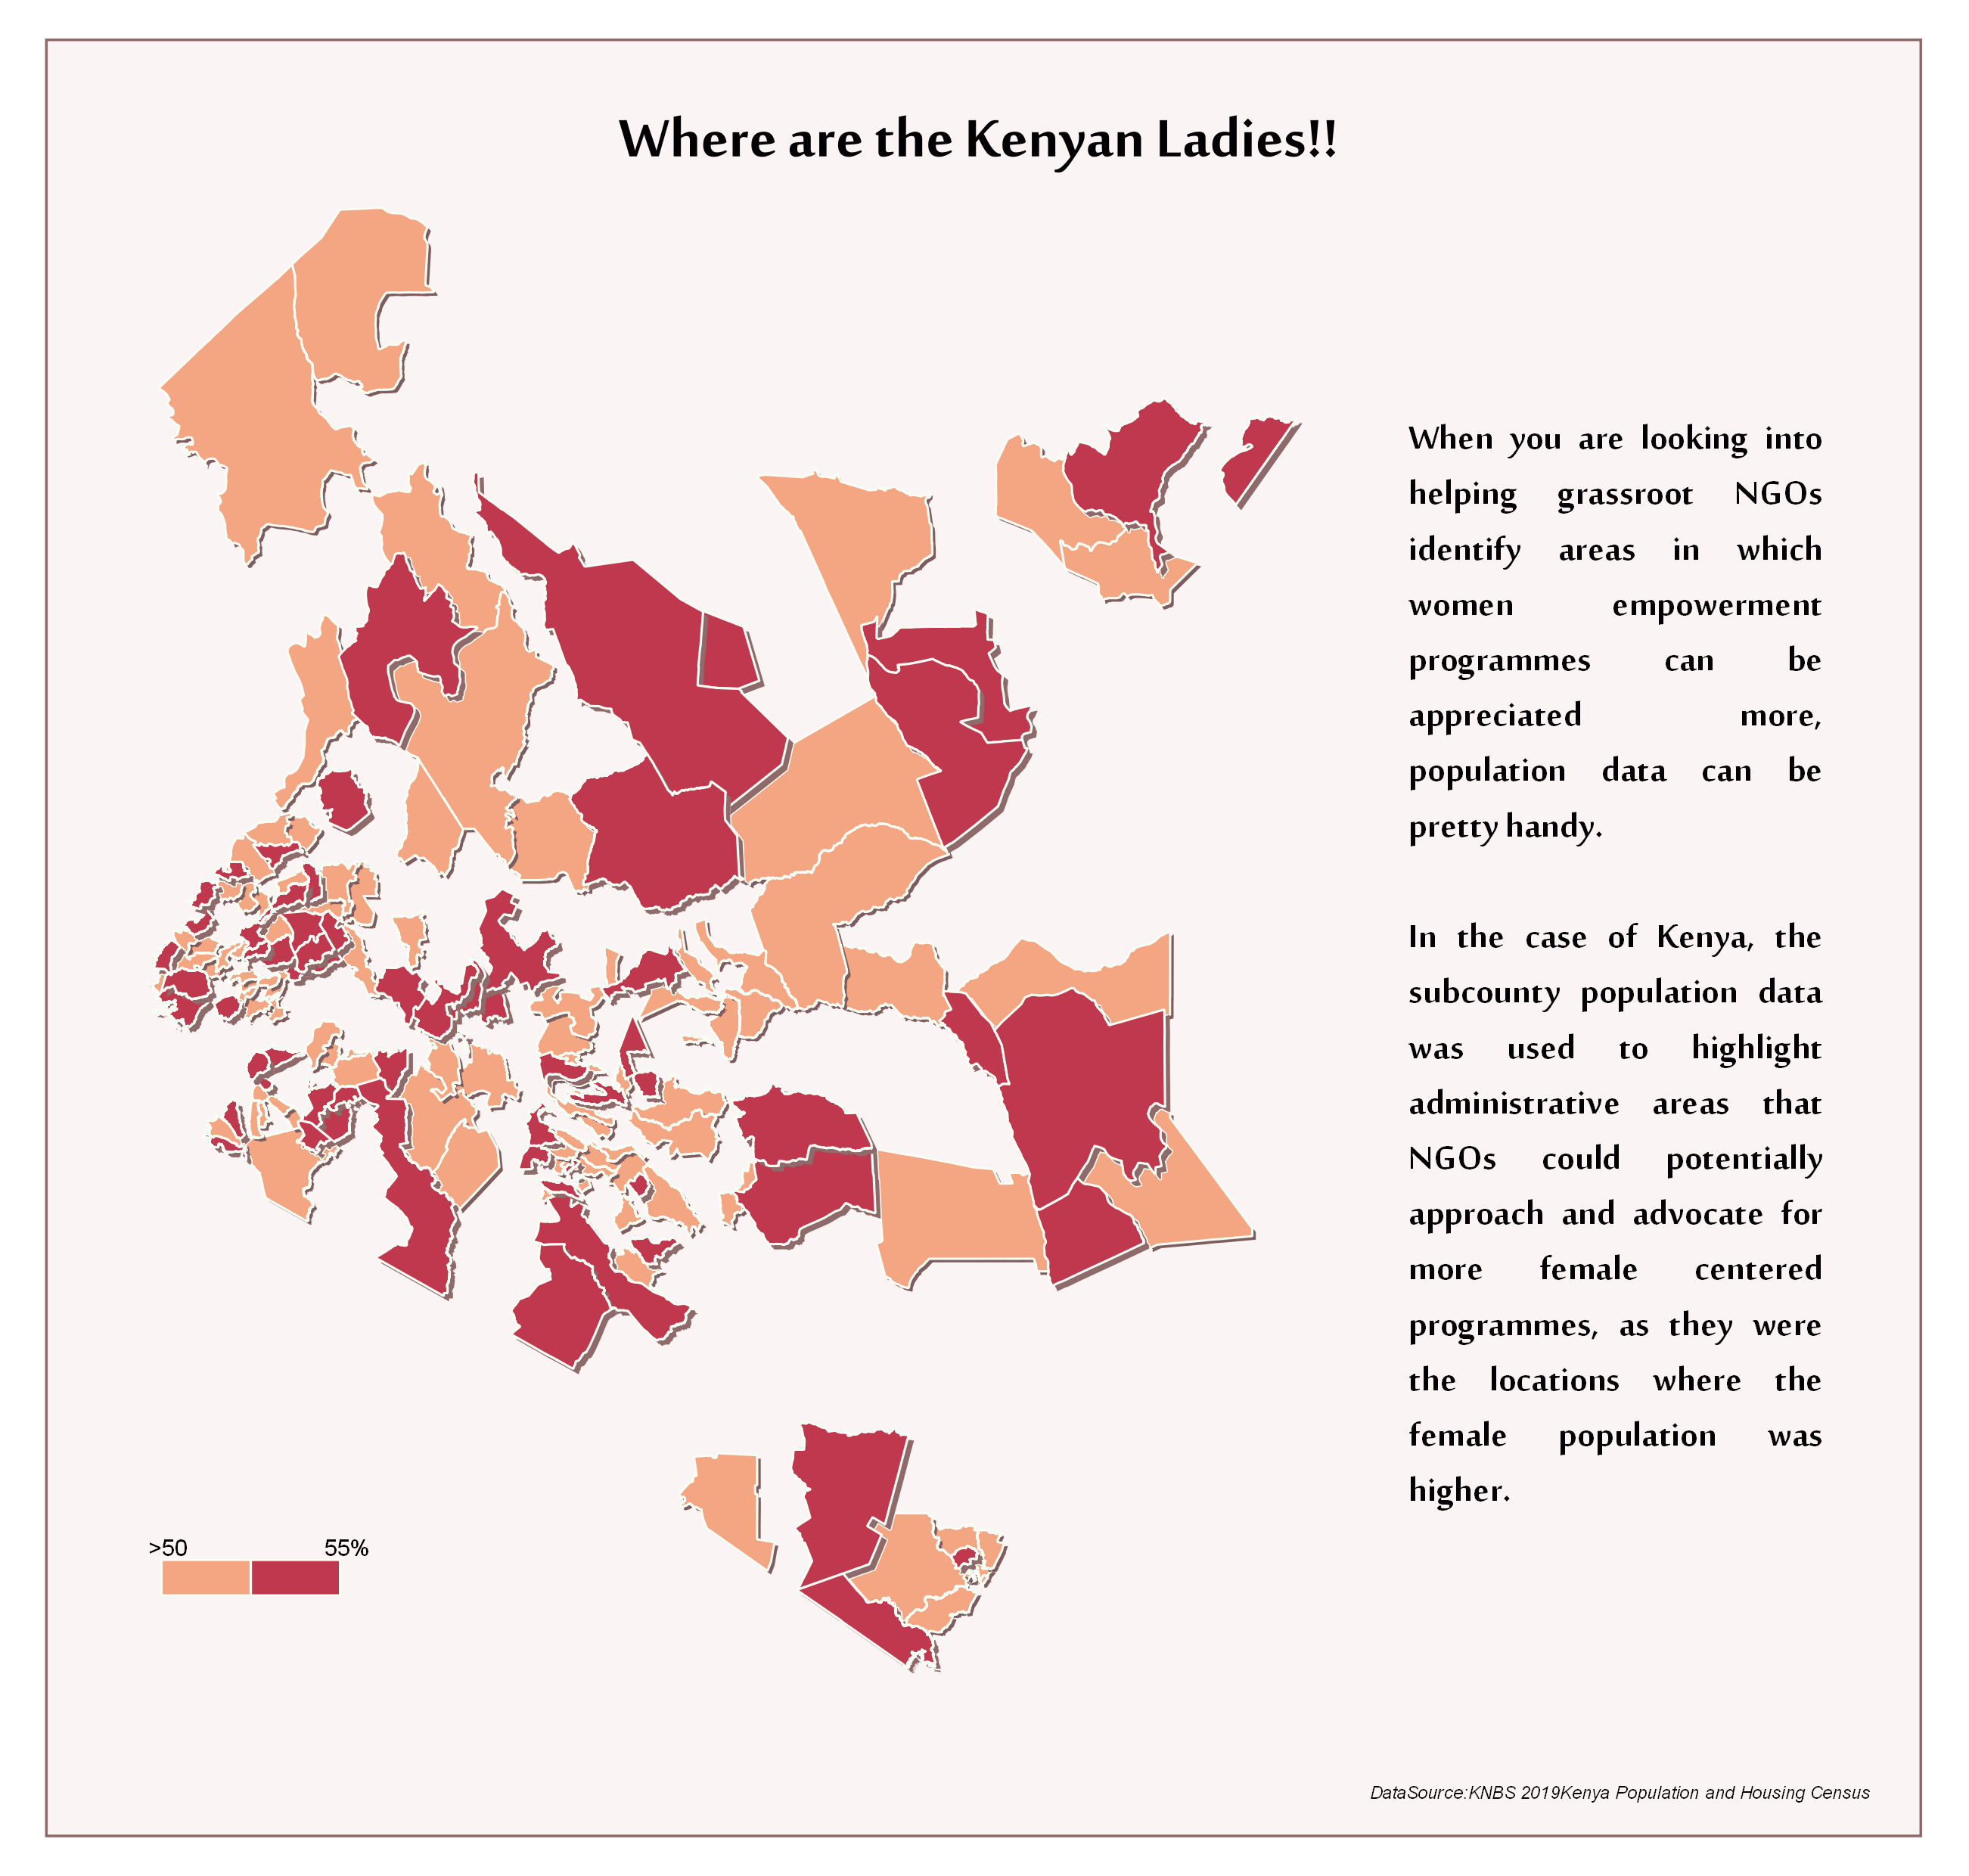 Where are the Kenyan Ladies!!
When you are looking into
helping grassroot NGOs
identify areas in which
women empowerment
programmes can be
appreciated more,
population data can be
pretty handy.
In the case of Kenya, the
subcounty population data
was used to highlight
administrative areas that
NGOs could potentially
approach and advocate for
more female centered
programmes, as they were
the locations where the
female population was
higher.
>50 55%
DataSource:KNBS 2019Kenya Population and Housing Census